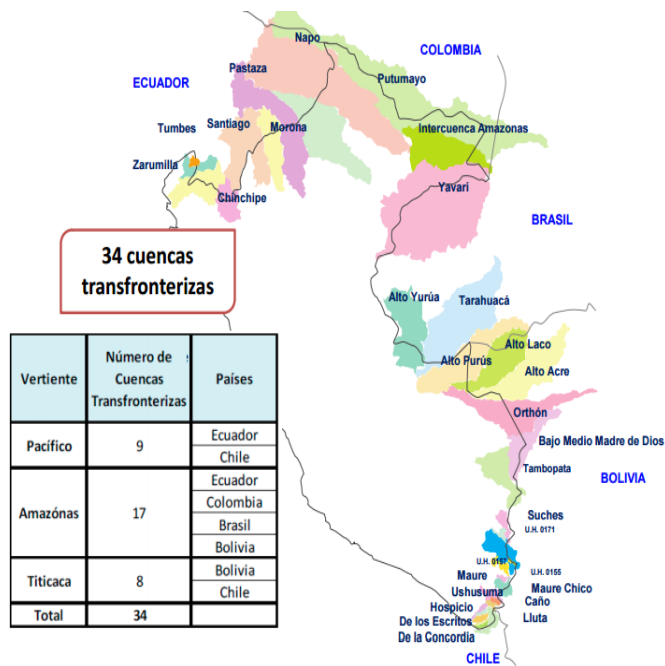 Napo
COLOMBIA
Pastaza
ECUADOR
Putumayo
Tumbes
Santiago
Morona
Intercuenca Amazonas
Zarumilla
Chinchipe
Yavari
BRASIL
34 cuencas
transfronterizas
Alto Yurúa
Tarahuacá
Alto Laco
Alto Purús
Alto Acre
Orthón
Bajo Medio Madre de Dios
Tambopata
BOLIVIA
Suches
U.H. 0171
U.H. 0157
U.H. 0155
Maure
Maure Chico
Ushusuma
Caño
Hospicio
Lluta
De los Escritos
De la Concordia
CHILE
Vertiente
Número de
Cuencas
Transfronterizas
Países
Pacífico
9
Ecuador
Chile
Amazónas
17
Ecuador
Colombia
Brasil
Bolivia
Titicaca
8
Bolivia
Chile
Total
34